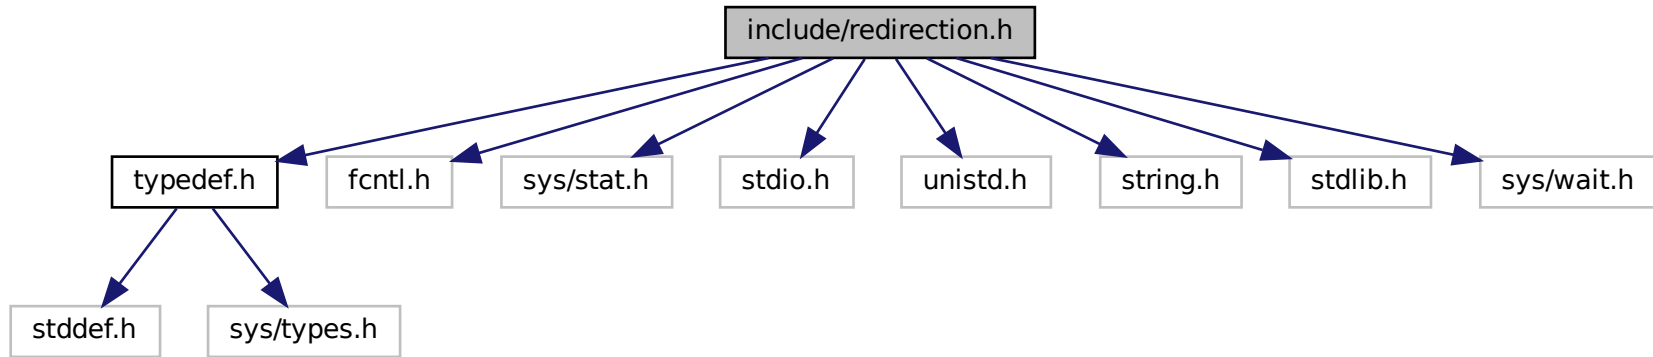 include/redirection.h
typedef.h
fcntl.h
sys/stat.h
stdio.h
unistd.h
string.h
stdlib.h
sys/wait.h
stddef.h
sys/types.h